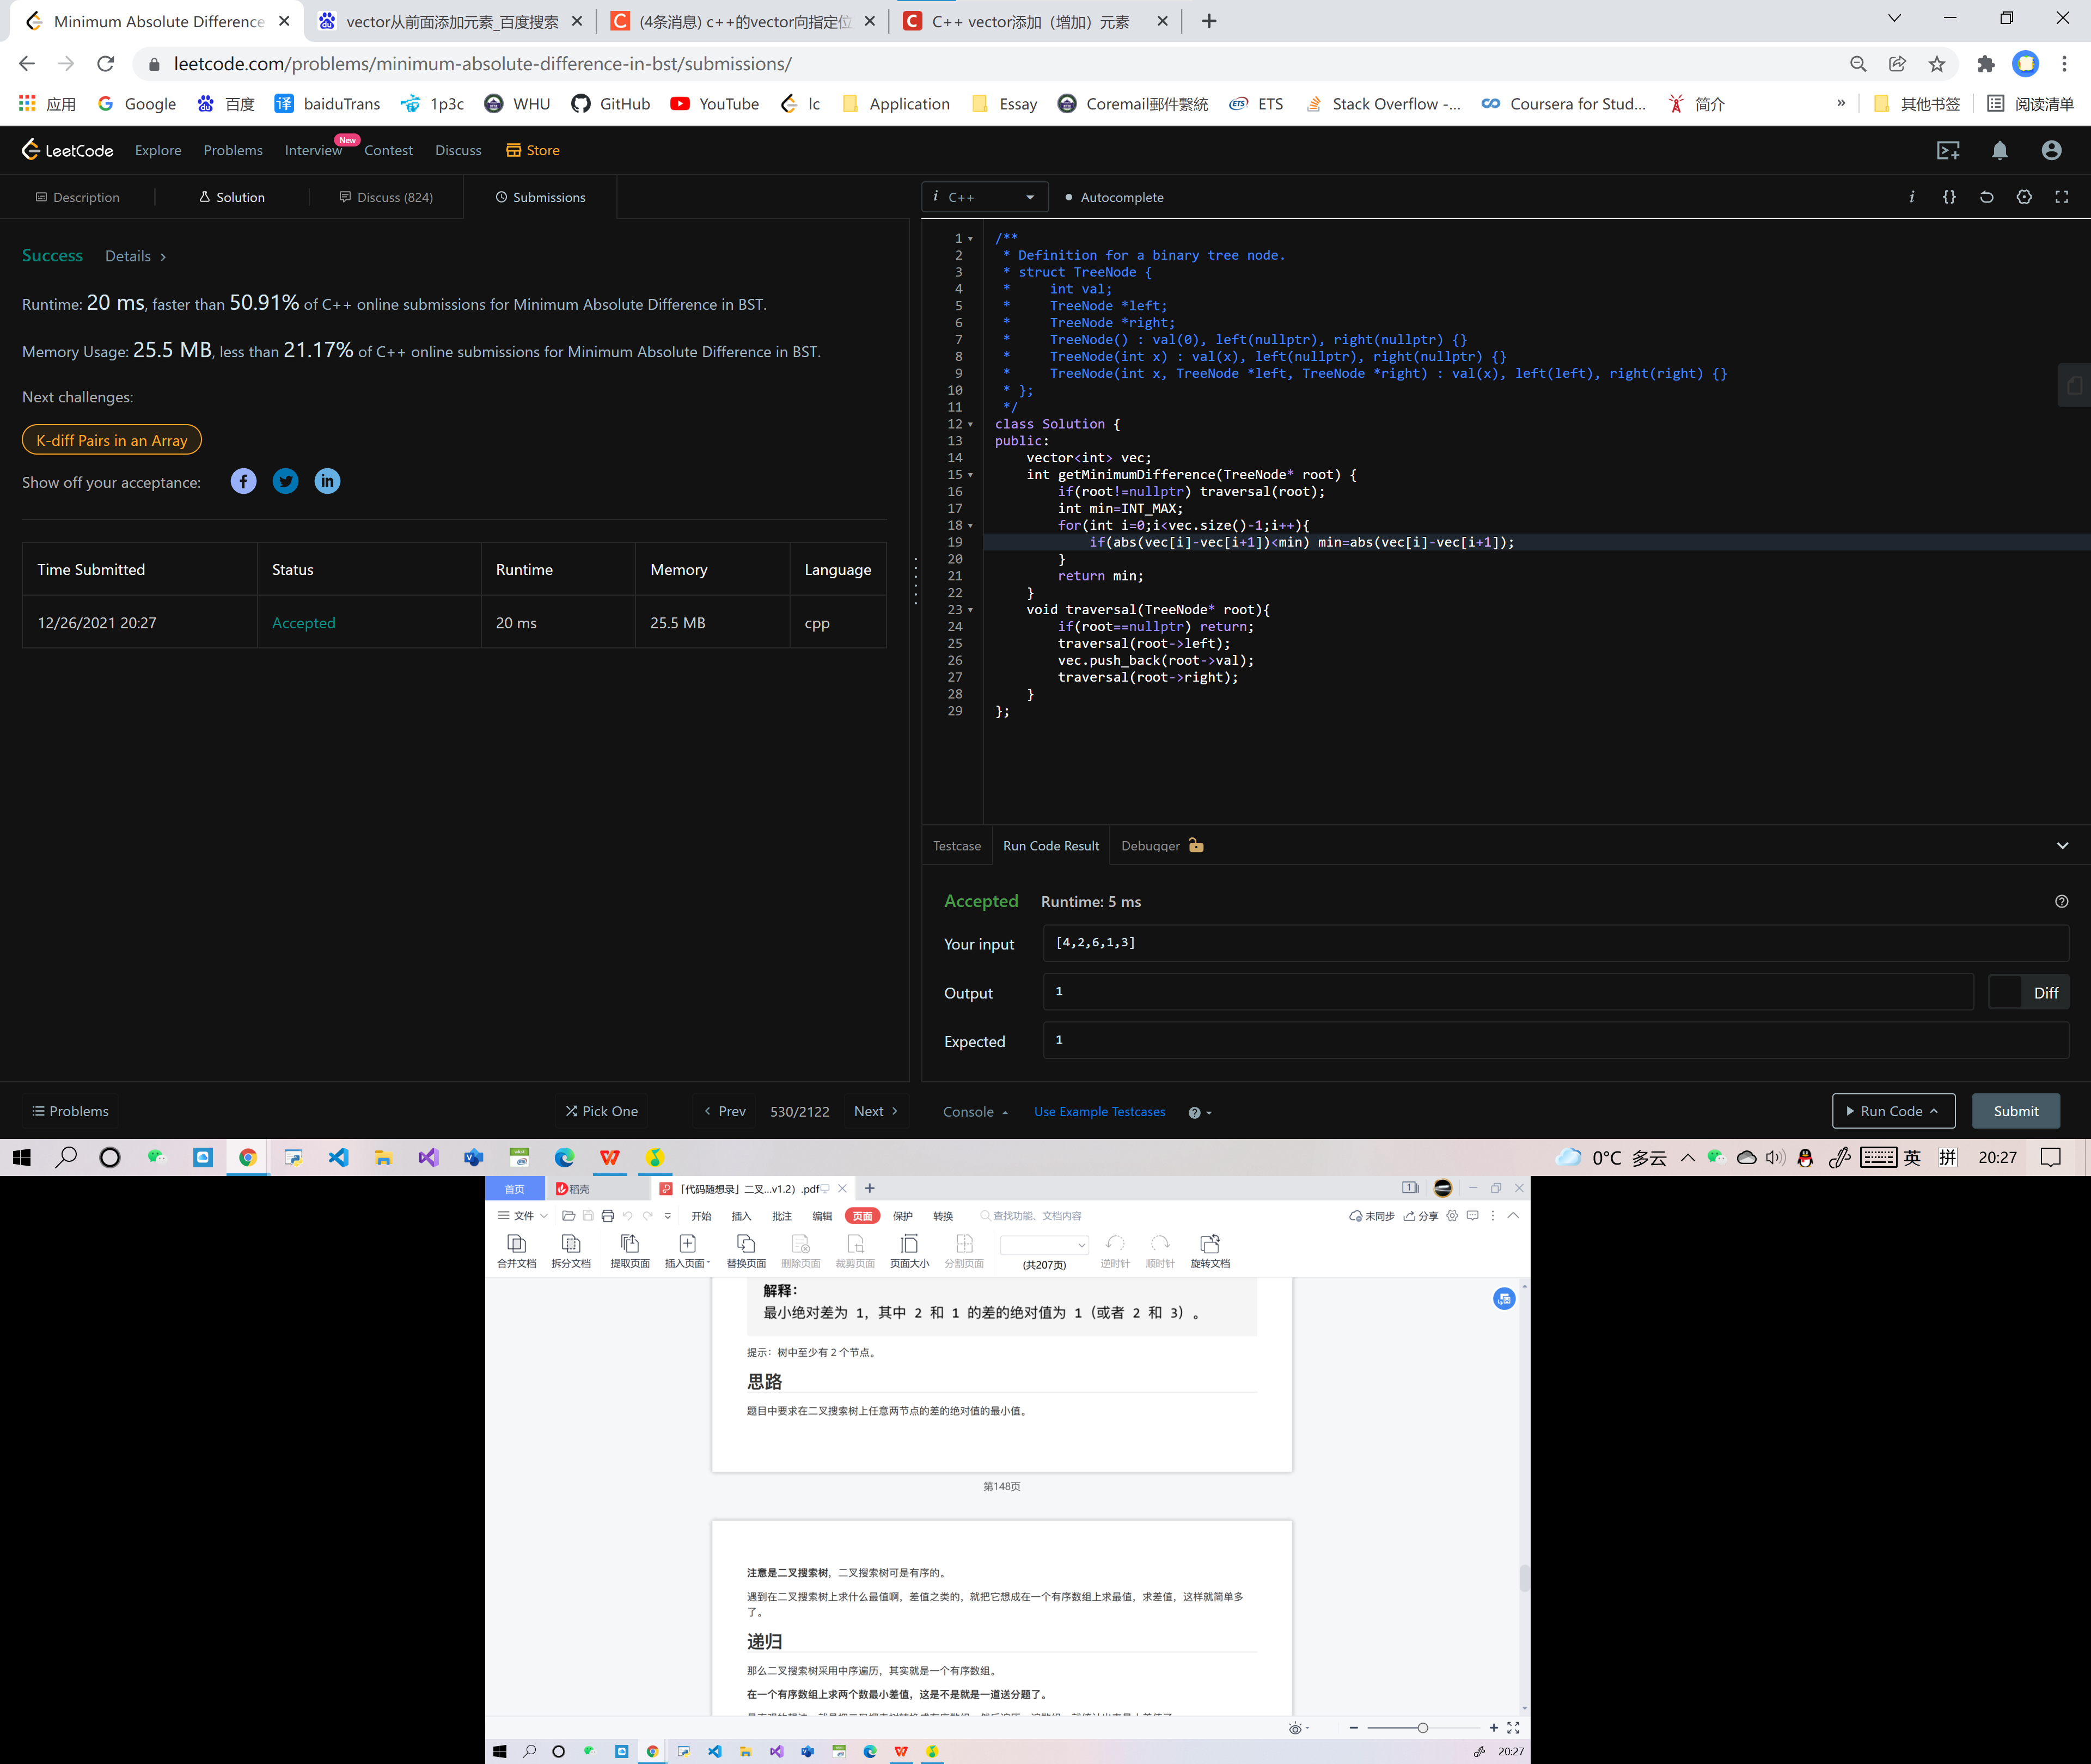 Minimum Absolute Difference
vector从前面添加元素_百度搜索
(4条消息) c++的vector向指定位
C++ vector添加（增加）元素
leetcode.com/problems/minimum-absolute-difference-in-bst/submissions/
应用 Google 百度 baiduTrans 1p3c WHU GitHub YouTube lc Application Essay Coremail郵件繫統 ETS Stack Overflow -... Coursera for Stud... 简介 » 其他书签 阅读清单
LeetCode Explore Problems Interview New Contest Discuss Store
Description Solution Discuss (824) Submissions
i C++ Autocomplete
Success Details >
Runtime: 20 ms, faster than 50.91% of C++ online submissions for Minimum Absolute Difference in BST.
Memory Usage: 25.5 MB, less than 21.17% of C++ online submissions for Minimum Absolute Difference in BST.
Next challenges:
K-diff Pairs in an Array
Show off your acceptance:
Time Submitted Status Runtime Memory Language
12/26/2021 20:27 Accepted 20 ms 25.5 MB cpp
1 /**
2 * Definition for a binary tree node.
3 * struct TreeNode {
4 *     int val;
5 *     TreeNode *left;
6 *     TreeNode *right;
7 *     TreeNode() : val(0), left(nullptr), right(nullptr) {}
8 *     TreeNode(int x) : val(x), left(nullptr), right(nullptr) {}
9 *     TreeNode(int x, TreeNode *left, TreeNode *right) : val(x), left(left), right(right) {}
10 * };
11 */
12 class Solution {
13 public:
14     vector<int> vec;
15     int getMinimumDifference(TreeNode* root) {
16         if(root!=nullptr) traversal(root);
17         int min=INT_MAX;
18         for(int i=0;i<vec.size()-1;i++){
19             if(abs(vec[i]-vec[i+1])<min) min=abs(vec[i]-vec[i+1]);
20         }
21         return min;
22     }
23     void traversal(TreeNode* root){
24         if(root==nullptr) return;
25         traversal(root->left);
26         vec.push_back(root->val);
27         traversal(root->right);
28     }
29 };
Testcase Run Code Result Debugger
Accepted Runtime: 5 ms
Your input [4,2,6,1,3]
Output 1 Diff
Expected 1
Problems Pick One Prev 530/2122 Next Console Use Example Testcases Run Code Submit
0°C 多云 英 拼 20:27
首页 稻壳 「代码随想录」二叉...v1.2）.pdf
文件 开始 插入 批注 编辑 页面 保护 转换 查找功能、文档内容 未同步 分享
合并文档 拆分文档 提取页面 插入页面 替换页面 删除页面 裁剪页面 页面大小 分割页面 (共207页) 逆时针 顺时针 旋转文档
解释：
最小绝对差为 1，其中 2 和 1 的差的绝对值为 1（或者 2 和 3）。
提示：树中至少有 2 个节点。
思路
题目中要求在二叉搜索树上任意两节点的差的绝对值的最小值。
第148页
注意是二叉搜索树，二叉搜索树可是有序的。
遇到在二叉搜索树上求什么最值啊，差值之类的，就把它想成在一个有序数组上求最值，求差值，这样就简单多
了。
递归
那么二叉搜索树采用中序遍历，其实就是一个有序数组。
在一个有序数组上求两个数最小差值，这是不是就是一道送分题了。
20:27